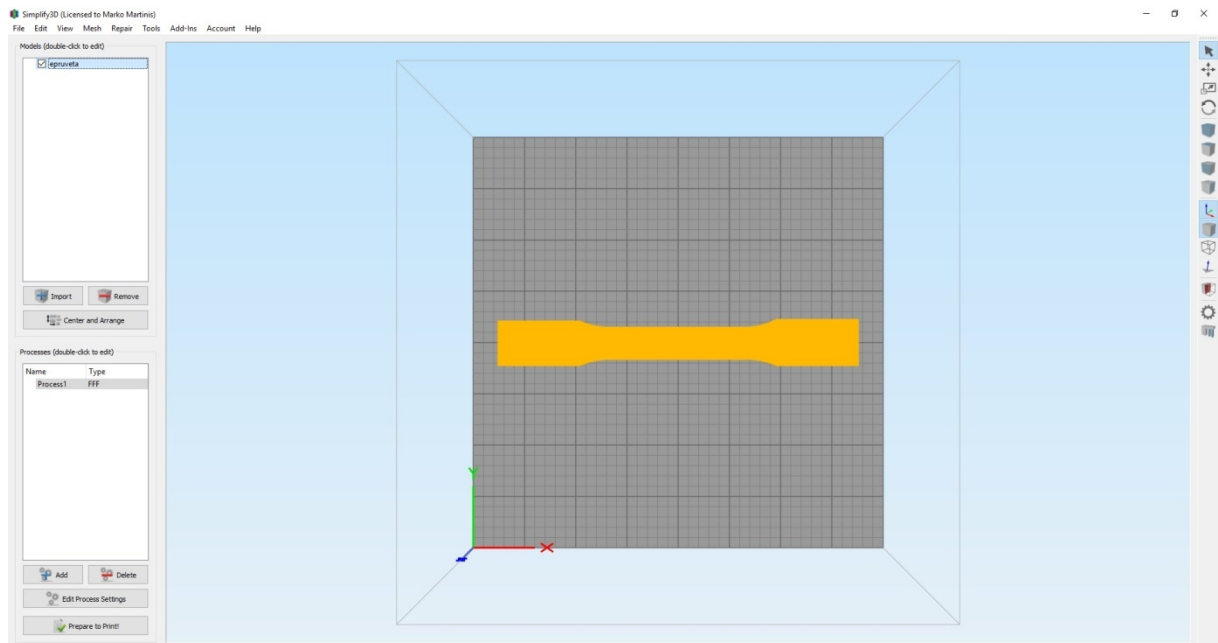 Simplify3D (Licensed to Marko Martinis)
File Edit View Mesh Repair Tools Add-Ins Account Help
Models (double-click to edit)
epruveta
Import Remove
Center and Arrange
Processes (double-click to edit)
Name Type
Process1 FFF
Add Delete
Edit Process Settings
Prepare to Print!
Y
X